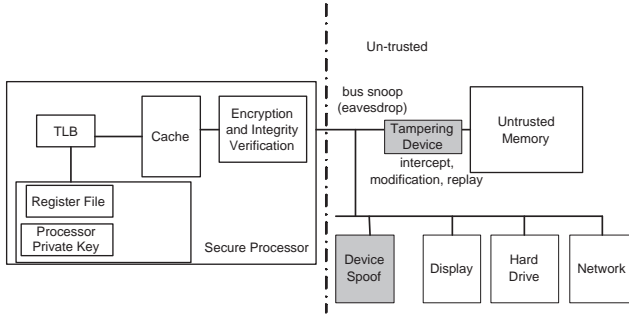 Un-trusted
bus snoop
(eavesdrop)
Encryption
and Integrity
Verification
TLB
Cache
Tampering
Device
Untrusted
Memory
intercept,
modification, replay
Register File
Processor
Private Key
Secure Processor
Device
Spoof
Display
Hard
Drive
Network